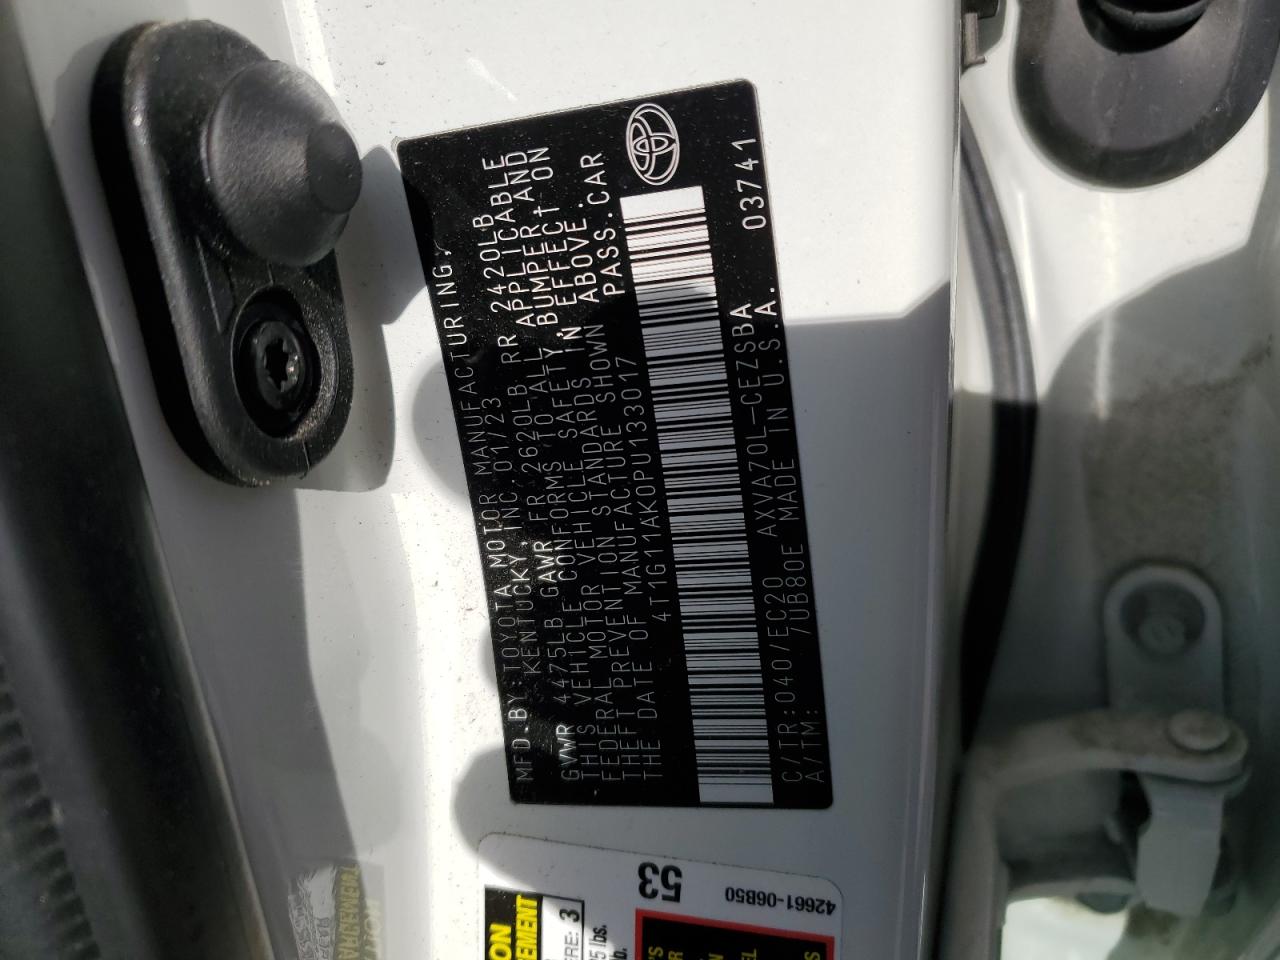 MFD.BY TOYOTA MOTOR MANUFACTURING,
KENTUCKY,INC. 01/23
GVWR 4475LB GAWR FR 2620LB RR 2420LB
THIS VEHICLE CONFORMS TO ALL APPLICABLE
FEDERAL MOTOR VEHICLE SAFETY,BUMPER,AND
THEFT PREVENTION STANDARDS IN EFFECT ON
THE DATE OF MANUFACTURE SHOWN ABOVE.
4T1G11AK0PU133017 PASS.CAR
C/TR:040/EC20 AXVA70L-CEZSBA 03741
A/TM: /UB80E MADE IN U.S.A.
53
42661-06B50